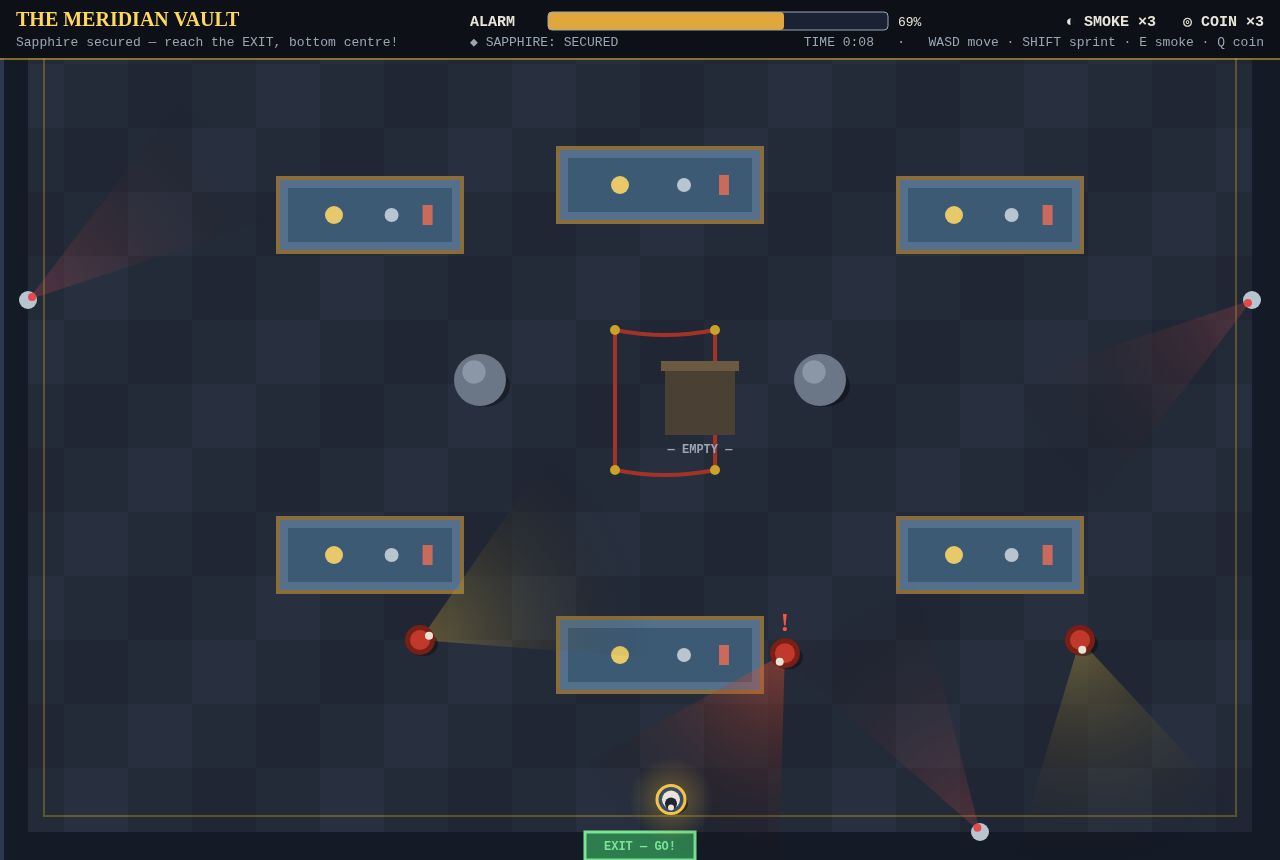 THE MERIDIAN VAULT
ALARM 69% SMOKE ×3 COIN ×3
Sapphire secured — reach the EXIT, bottom centre!
◆ SAPPHIRE: SECURED TIME 0:08 · WASD move · SHIFT sprint · E smoke · Q coin
— EMPTY —
!
EXIT — GO!